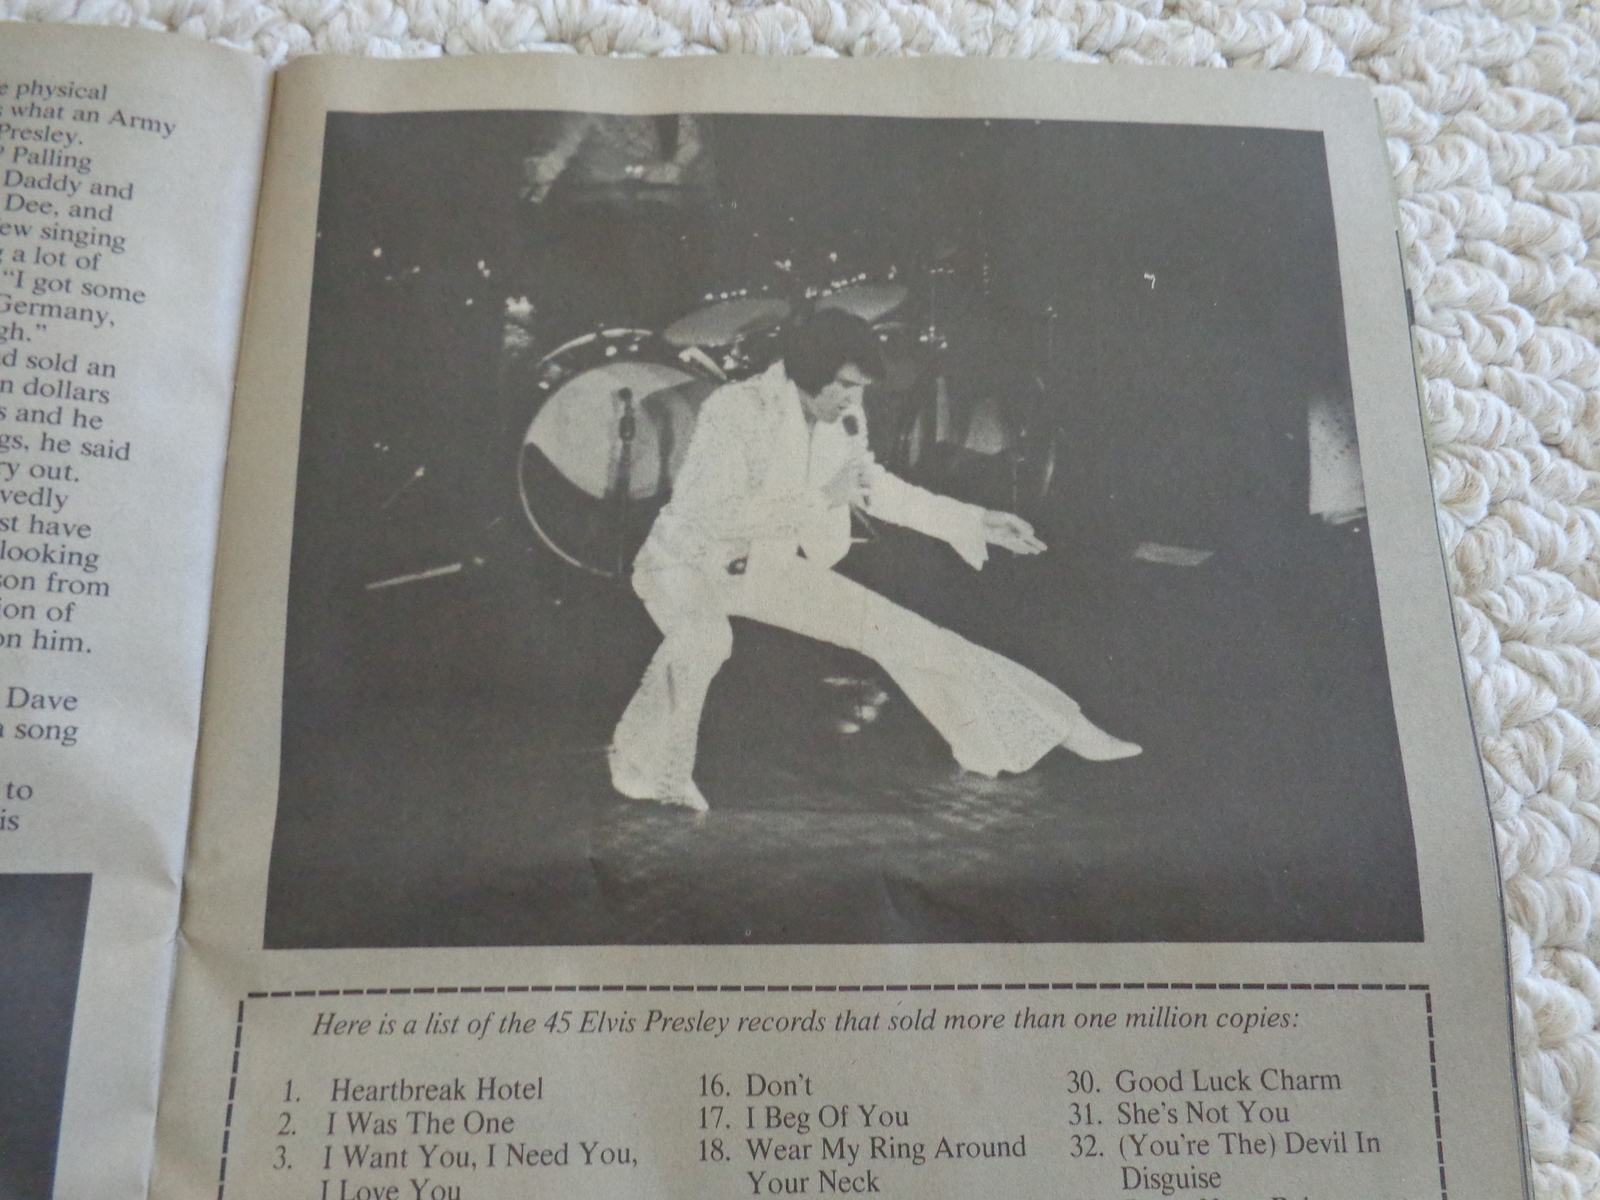 e physical
what an Army
Presley.
? Palling
Daddy and
Dee, and
ew singing
g a lot of
"I got some
Germany,
gh."
d sold an
n dollars
s and he
gs, he said
ry out.
vedly
st have
looking
son from
ion of
on him.
Dave
a song
to
is
Here is a list of the 45 Elvis Presley records that sold more than one million copies:
1. Heartbreak Hotel
2. I Was The One
3. I Want You, I Need You,
I Love You
16. Don't
17. I Beg Of You
18. Wear My Ring Around
Your Neck
30. Good Luck Charm
31. She's Not You
32. (You're The) Devil In
Disguise